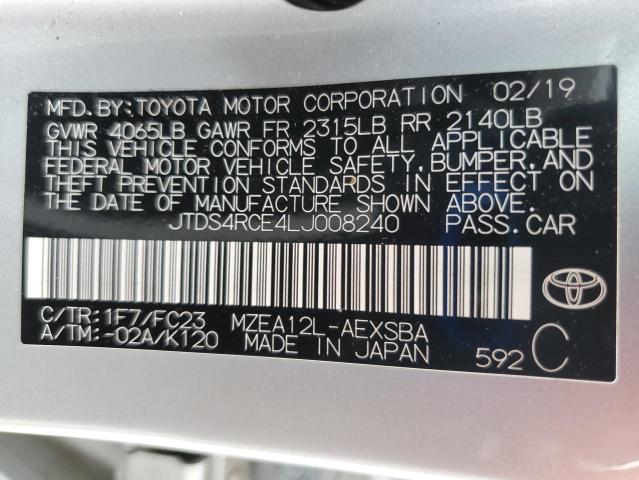 MFD. BY: TOYOTA MOTOR CORPORATION 02/19
GVWR 4065LB GAWR FR 2315LB RR 2140LB
THIS VEHICLE CONFORMS TO ALL APPLICABLE
FEDERAL MOTOR VEHICLE SAFETY, BUMPER, AND
THEFT PREVENTION STANDARDS IN EFFECT ON
THE DATE OF MANUFACTURE SHOWN ABOVE.
JTDS4RCE4LJ008240 PASS. CAR
C/TR: 1F7/FC23 MZEA12L-AEXSBA
A/TM: -02A/K120 MADE IN JAPAN 592 C